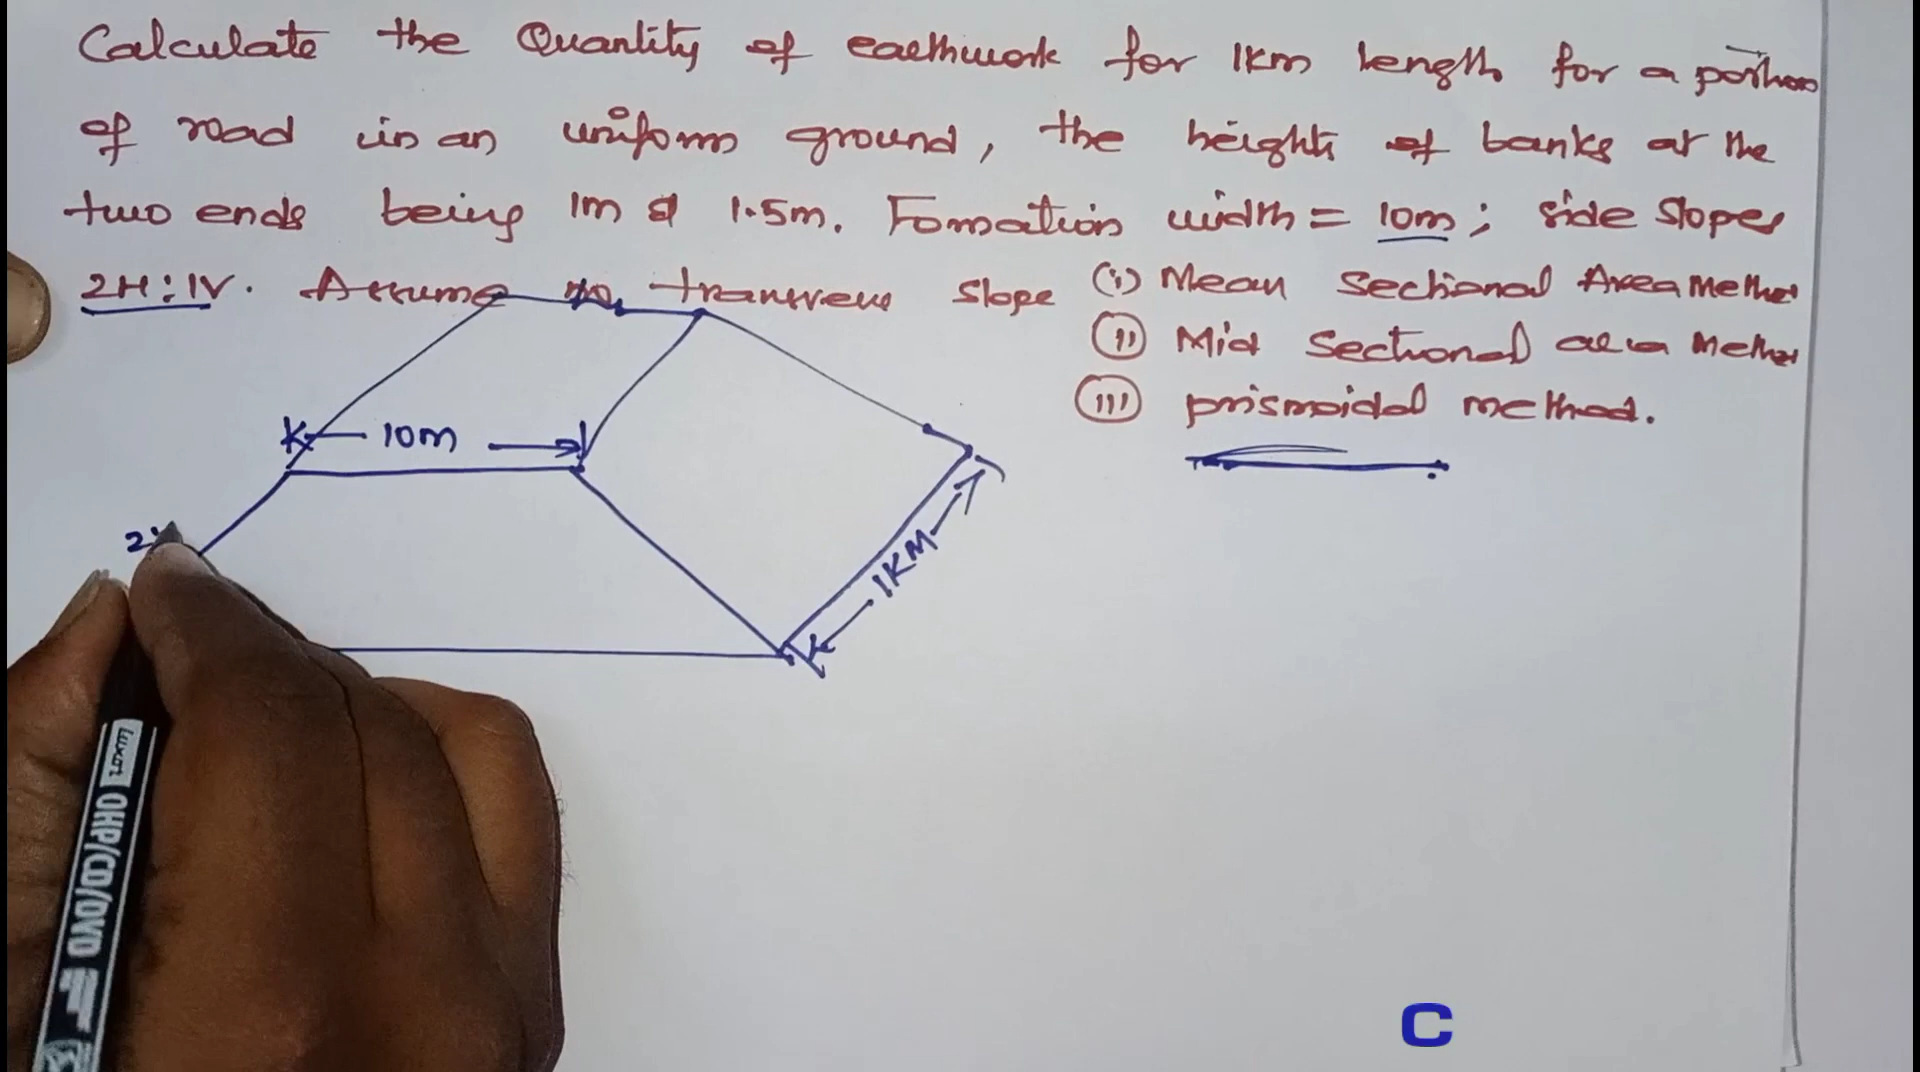 Calculate the Quantity of earthwork for 1km length for a portion
of road in an uniform ground, the heights of banks at the
two ends being 1m & 1.5m. Formation width = 10m; side slopes
2H:1V. Assume no transverse slope
(i) Mean Sectional Area Method
(ii) Mid Sectional area Method
(iii) prismoidal method.
10m
1KM
luxor OHP/CD/DVD
C